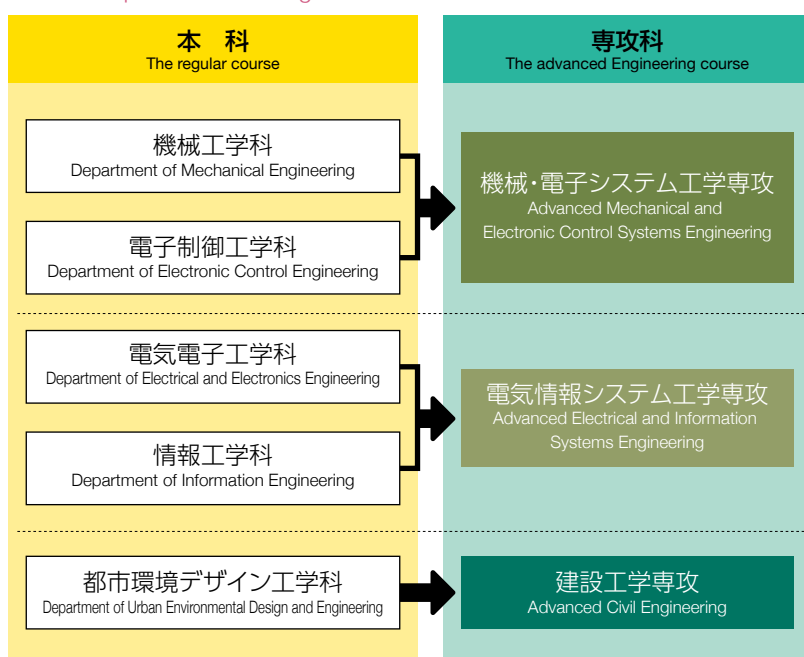 本 科
The regular course
専攻科
The advanced Engineering course
機械工学科
Department of Mechanical Engineering
電子制御工学科
Department of Electronic Control Engineering
機械・電子システム工学専攻
Advanced Mechanical and
Electronic Control Systems Engineering
電気電子工学科
Department of Electrical and Electronics Engineering
情報工学科
Department of Information Engineering
電気情報システム工学専攻
Advanced Electrical and Information
Systems Engineering
都市環境デザイン工学科
Department of Urban Environmental Design and Engineering
建設工学専攻
Advanced Civil Engineering